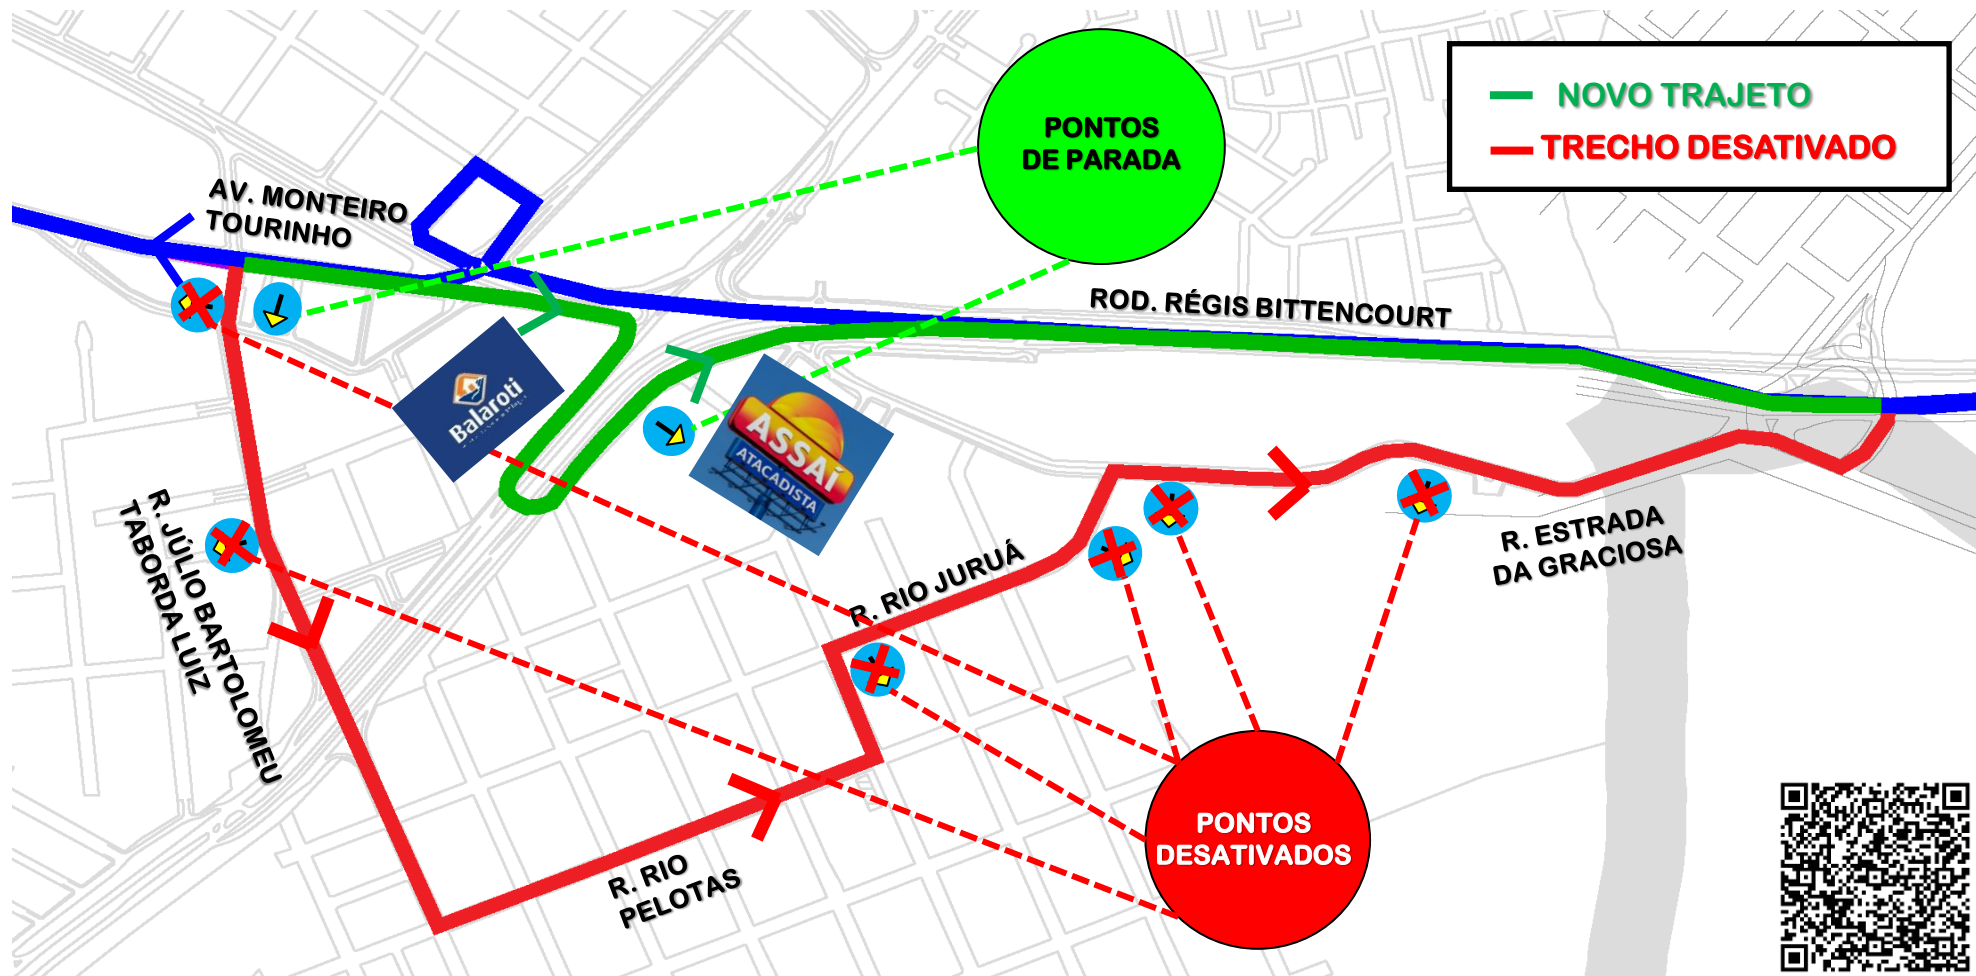 PONTOS
DE PARADA
NOVO TRAJETO
TRECHO DESATIVADO
AV. MONTEIRO
TOURINHO
ROD. RÉGIS BITTENCOURT
Balaroti
ASSAÍ
ATACADISTA
R. JÚLIO BARTOLOMEU
TABORDA LUIZ
R. RIO JURUÁ
R. ESTRADA
DA GRACIOSA
R. RIO
PELOTAS
PONTOS
DESATIVADOS